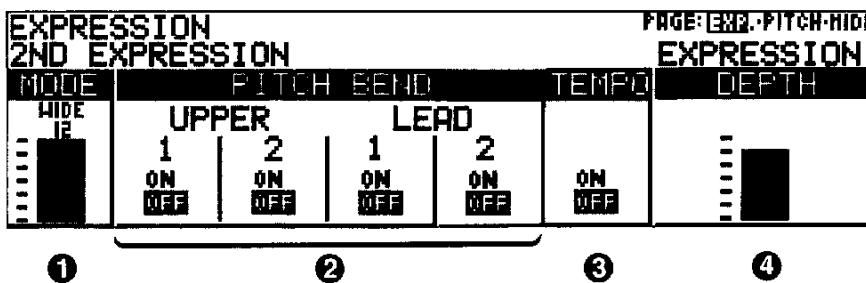 EXPRESSION PAGE: EXP.·PITCH·MIDI
2ND EXPRESSION EXPRESSION
MODE PITCH BEND TEMPO DEPTH
WIDE UPPER LEAD
12 1 2 1 2
ON ON ON ON ON
OFF OFF OFF OFF OFF
1 2 3 4